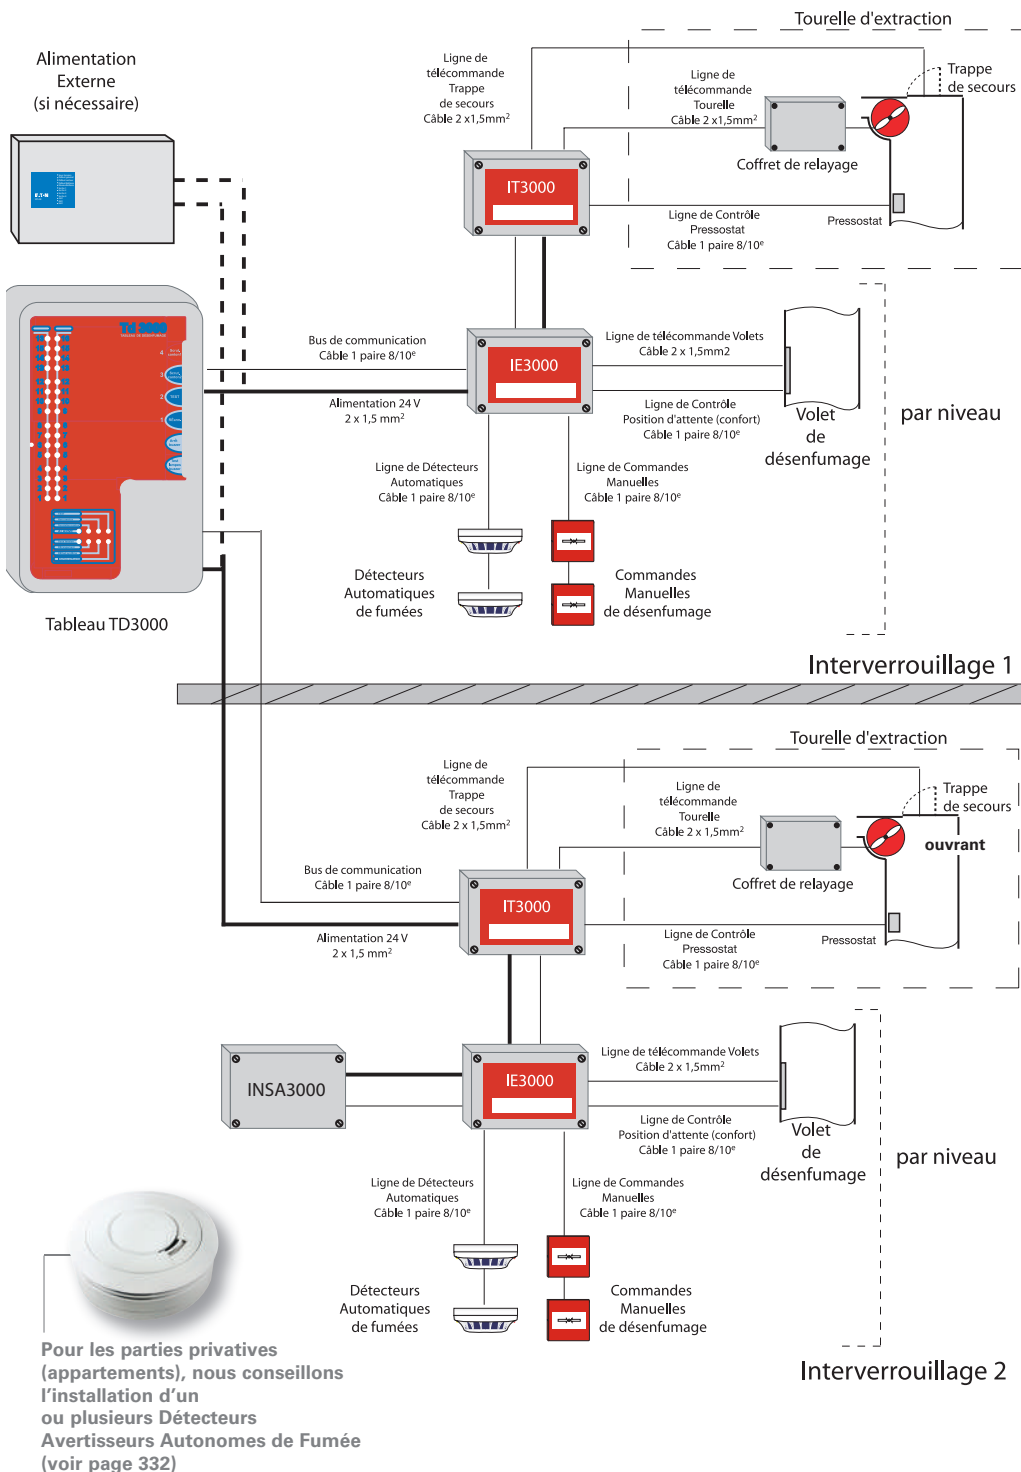 Tourelle d'extraction
Alimentation
Externe
(si nécessaire)
Ligne de
télécommande
Trappe
de secours
Câble 2 x1,5mm²
Ligne de
télécommande
Tourelle
Câble 2 x1,5mm²
Trappe
de secours
Coffret de relayage
IT3000
Ligne de Contrôle
Pressostat
Câble 1 paire 8/10e
Pressostat
Td 3000
Bus de communication
Câble 1 paire 8/10e
IE3000
Ligne de télécommande Volets
Câble 2 x 1,5mm2
Alimentation 24 V
2 x 1,5 mm²
Ligne de Contrôle
Position d'attente (confort)
Câble 1 paire 8/10e
Volet
de
désenfumage
par niveau
Ligne de Détecteurs
Automatiques
Câble 1 paire 8/10e
Ligne de Commandes
Manuelles
Câble 1 paire 8/10e
Détecteurs
Automatiques
de fumées
Commandes
Manuelles
de désenfumage
Tableau TD3000
Interverrouillage 1
Tourelle d'extraction
Ligne de
télécommande
Trappe
de secours
Câble 2 x 1,5mm²
Ligne de
télécommande
Tourelle
Câble 2 x 1,5mm²
Trappe
de secours
ouvrant
Coffret de relayage
Bus de communication
Câble 1 paire 8/10e
IT3000
Alimentation 24 V
2 x 1,5 mm²
Ligne de Contrôle
Pressostat
Câble 1 paire 8/10e
Pressostat
INSA3000
IE3000
Ligne de télécommande Volets
Câble 2 x 1,5mm²
Ligne de Contrôle
Position d'attente (confort)
Câble 1 paire 8/10e
Volet
de
désenfumage
par niveau
Ligne de Détecteurs
Automatiques
Câble 1 paire 8/10e
Ligne de Commandes
Manuelles
Câble 1 paire 8/10e
Détecteurs
Automatiques
de fumées
Commandes
Manuelles
de désenfumage
Interverrouillage 2
Pour les parties privatives
(appartements), nous conseillons
l'installation d'un
ou plusieurs Détecteurs
Avertisseurs Autonomes de Fumée
(voir page 332)